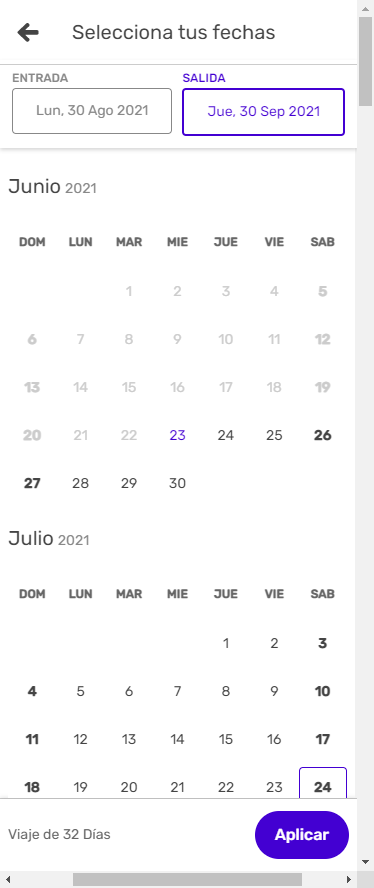 Selecciona tus fechas
ENTRADA SALIDA
Lun, 30 Ago 2021 Jue, 30 Sep 2021
Junio 2021
DOM LUN MAR MIE JUE VIE SAB
1 2 3 4 5
6 7 8 9 10 11 12
13 14 15 16 17 18 19
20 21 22 23 24 25 26
27 28 29 30
Julio 2021
DOM LUN MAR MIE JUE VIE SAB
1 2 3
4 5 6 7 8 9 10
11 12 13 14 15 16 17
18 19 20 21 22 23 24
Viaje de 32 Días Aplicar